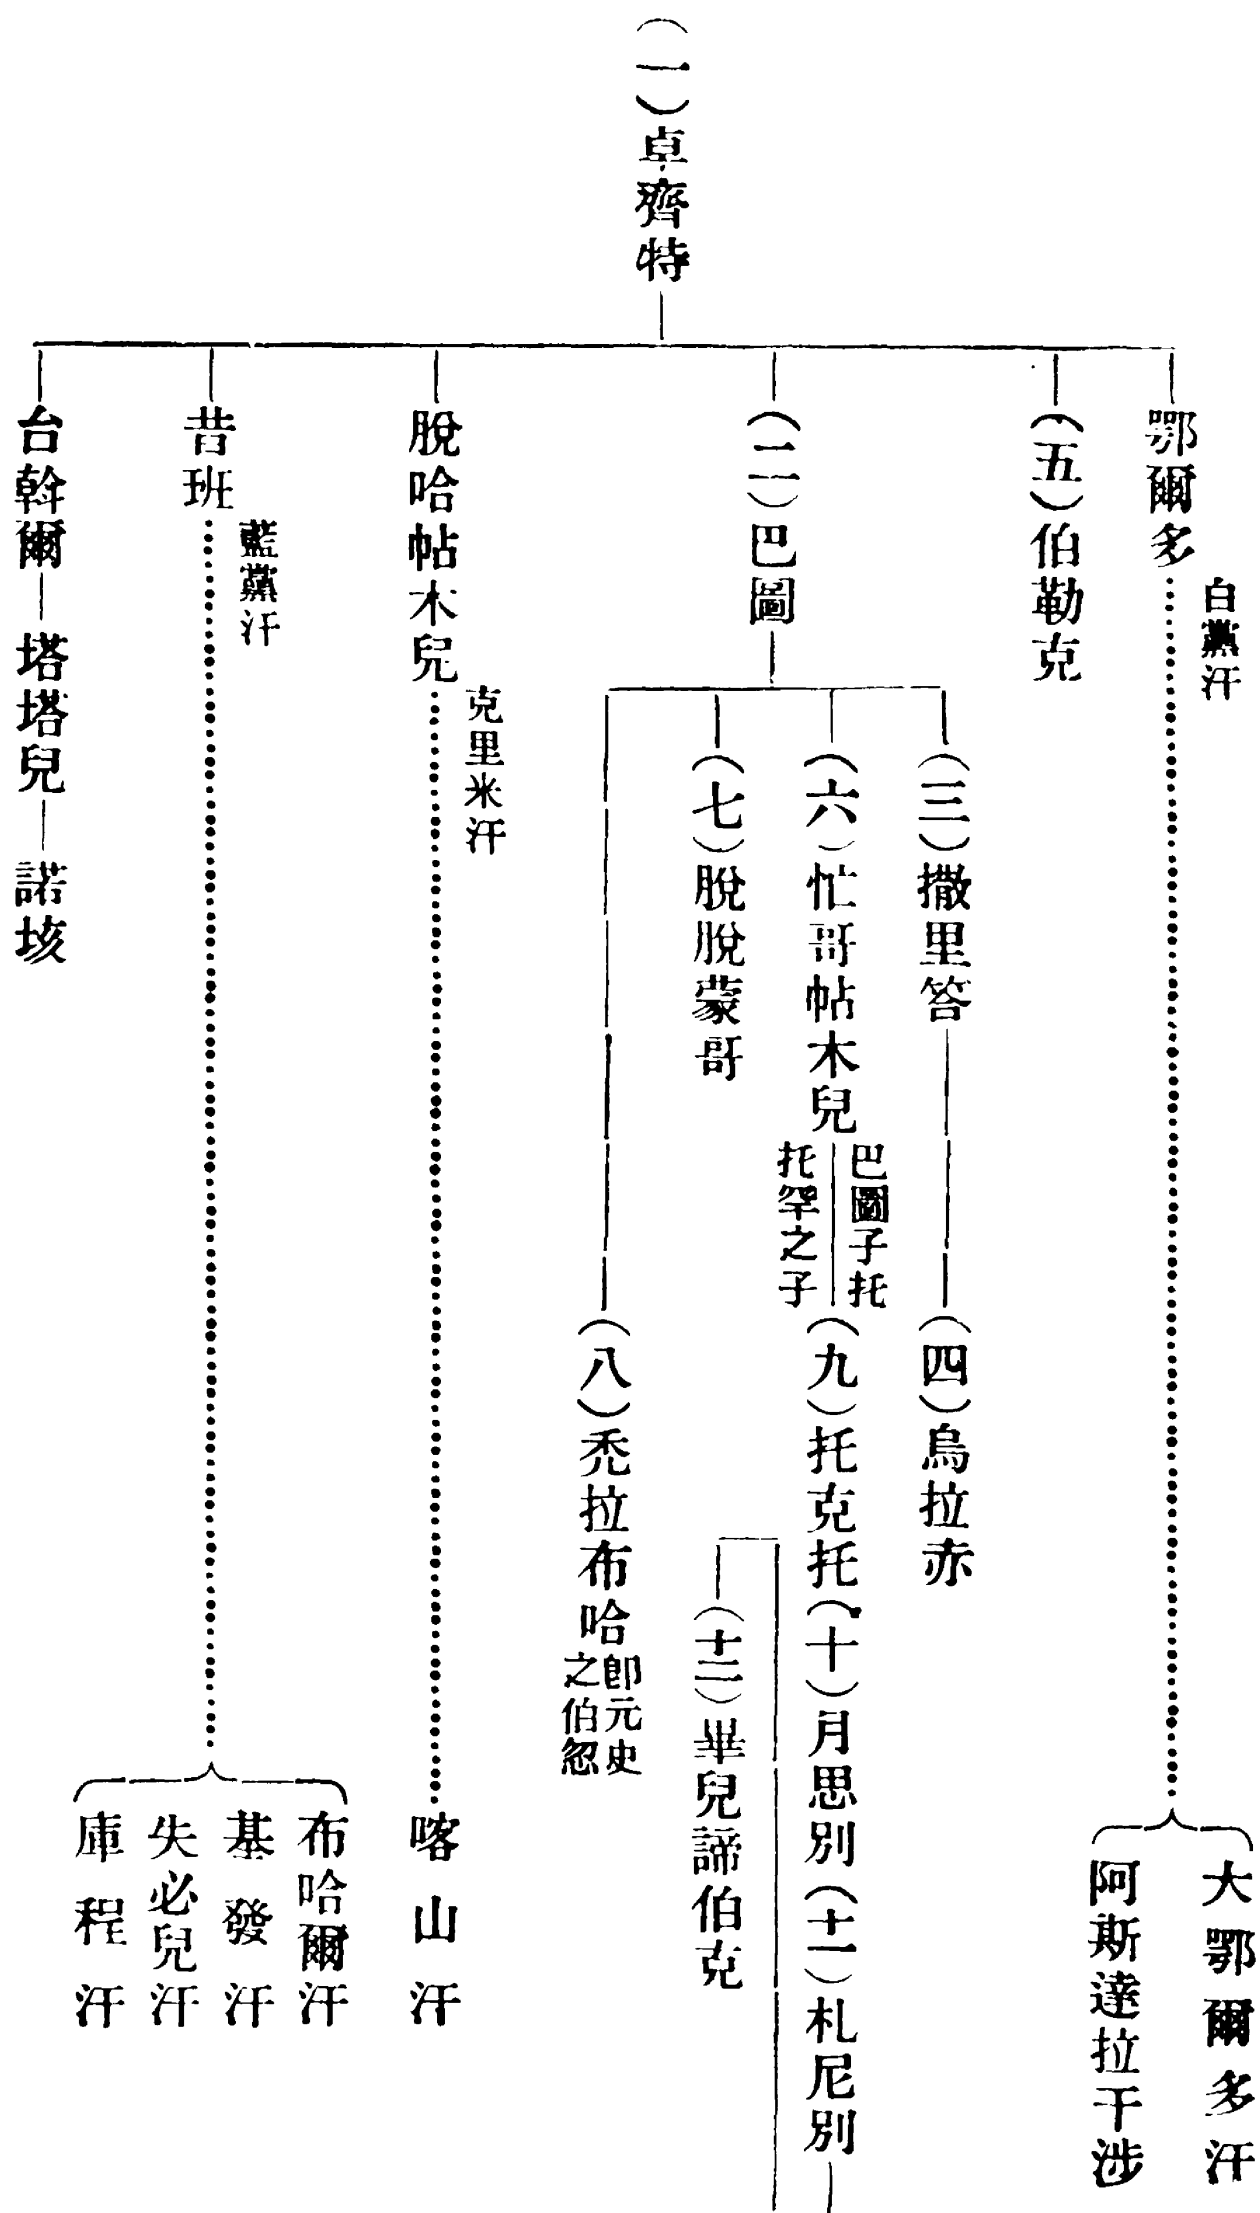 (一)卓齊特
鄂爾多
白黨汗
大鄂爾多汗
阿斯達拉干涉
(五)伯勒克
(二)巴圖
(三)撒里答
(四)烏拉赤
(六)忙哥帖木兒
巴圖子托
托罕之子
(九)托克托(十)月思別(十一)札尼別
(十二)畢兒諦伯克
(七)脫脫蒙哥
(八)禿拉布哈
卽元史
之伯忽
脫哈帖木兒
克里米汗
喀山汗
昔班
藍黨汗
布哈爾汗
基發汗
失必兒汗
庫程汗
台斡爾—塔塔兒—諾垓